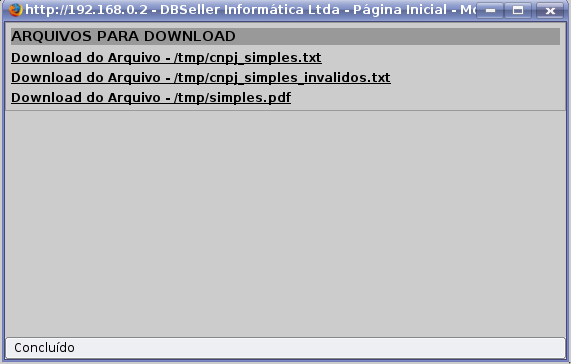 http://192.168.0.2 - DBSeller Informática Ltda - Página Inicial - Mo
ARQUIVOS PARA DOWNLOAD
Download do Arquivo - /tmp/cnpj_simples.txt
Download do Arquivo - /tmp/cnpj_simples_invalidos.txt
Download do Arquivo - /tmp/simples.pdf
Concluído